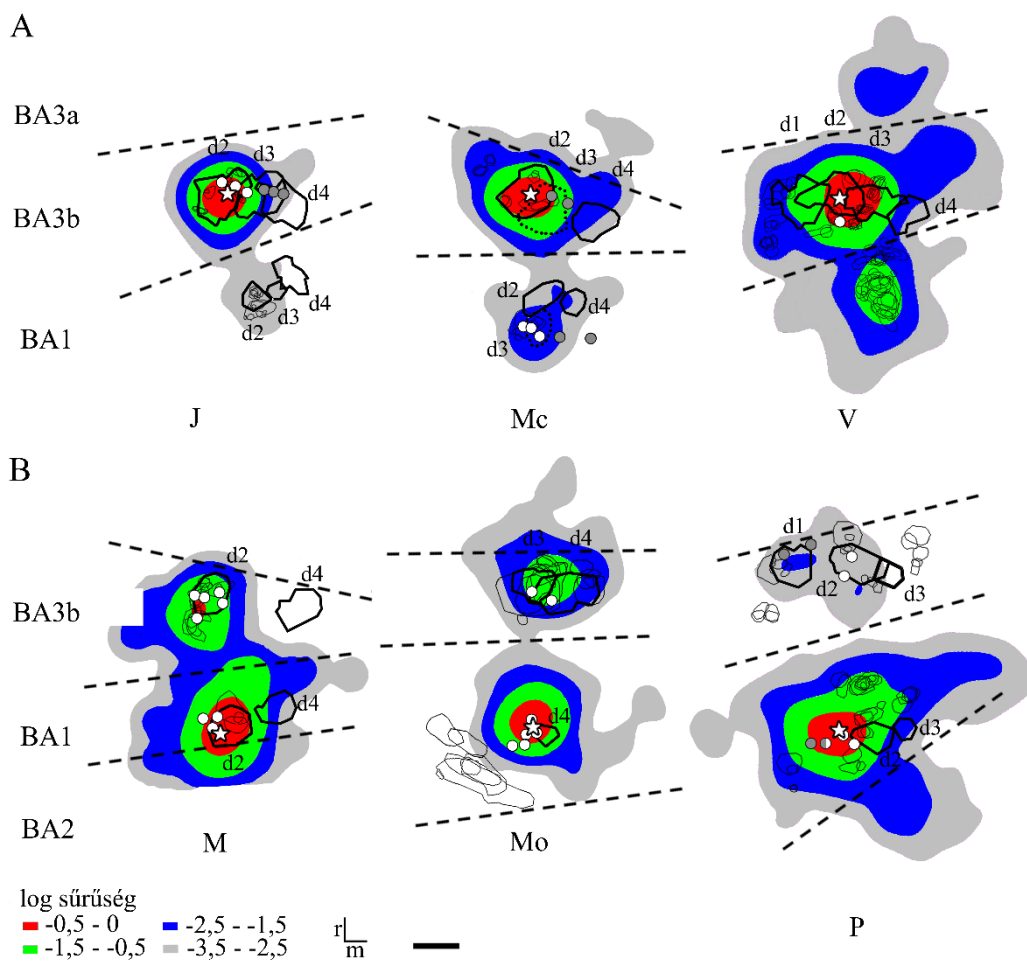 A
BA3a
d2
d3
d4
BA3b
d2
d3
d4
BA1
J
d2
d3
d4
d2
d4
d3
Mc
d1
d2
d3
d4
V
B
d2
d4
BA3b
d4
BA1
d2
BA2
M
d3
d4
d4
Mo
d1
d2
d3
d3
d2
P
log sűrűség
-0,5 - 0
-2,5 - -1,5
-1,5 - -0,5
-3,5 - -2,5
r
m